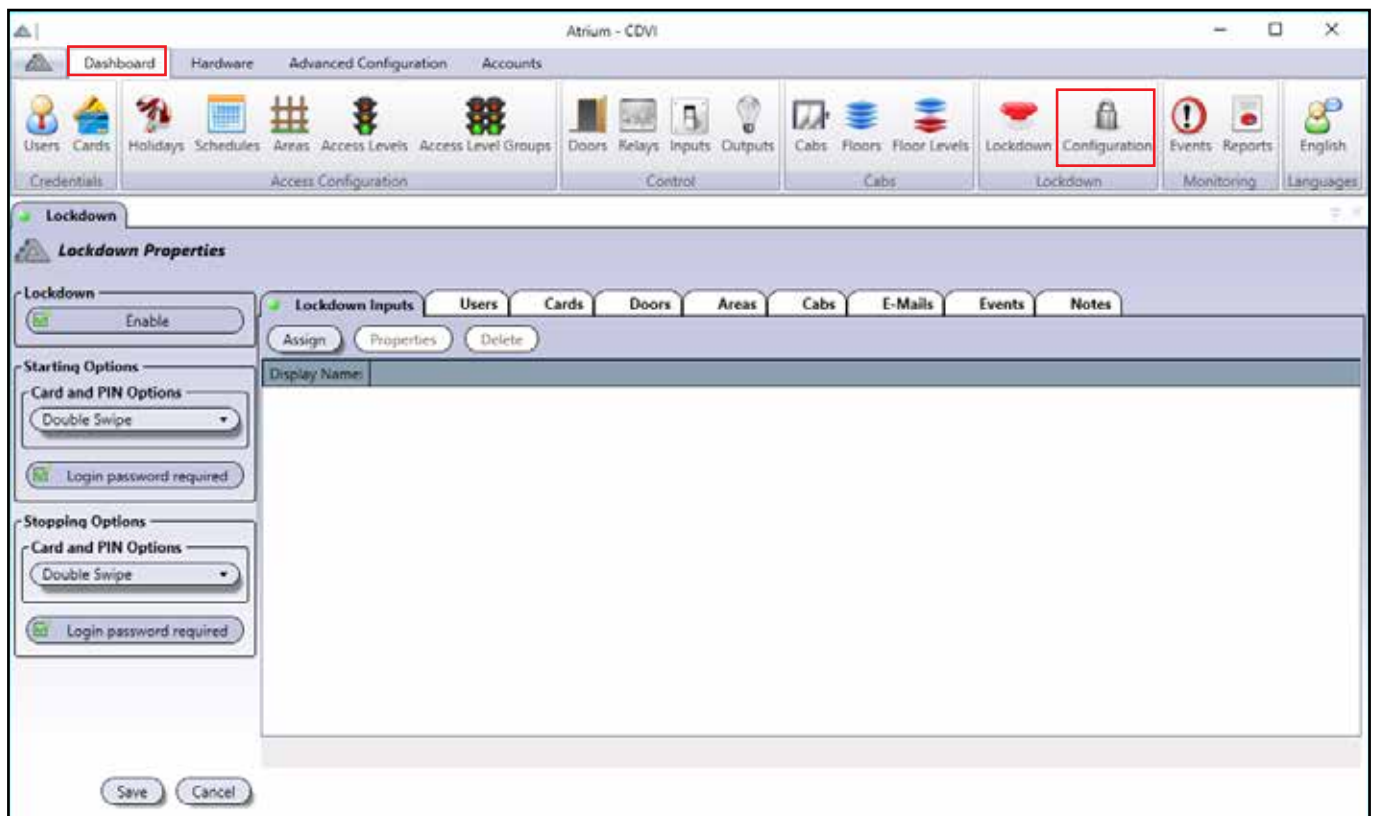 Atrium - CDVI
Dashboard Hardware Advanced Configuration Accounts
Users Cards Holidays Schedules Areas Access Levels Access Level Groups Doors Relays Inputs Outputs Cabs Floors Floor Levels Lockdown Configuration Events Reports English
Credentials Access Configuration Control Cabs Lockdown Monitoring Languages
Lockdown
Lockdown Properties
Lockdown
Enable
Starting Options
Card and PIN Options
Double Swipe
Login password required
Stopping Options
Card and PIN Options
Double Swipe
Login password required
Lockdown Inputs Users Cards Doors Areas Cabs E-Mails Events Notes
Assign Properties Delete
Display Name:
Save Cancel